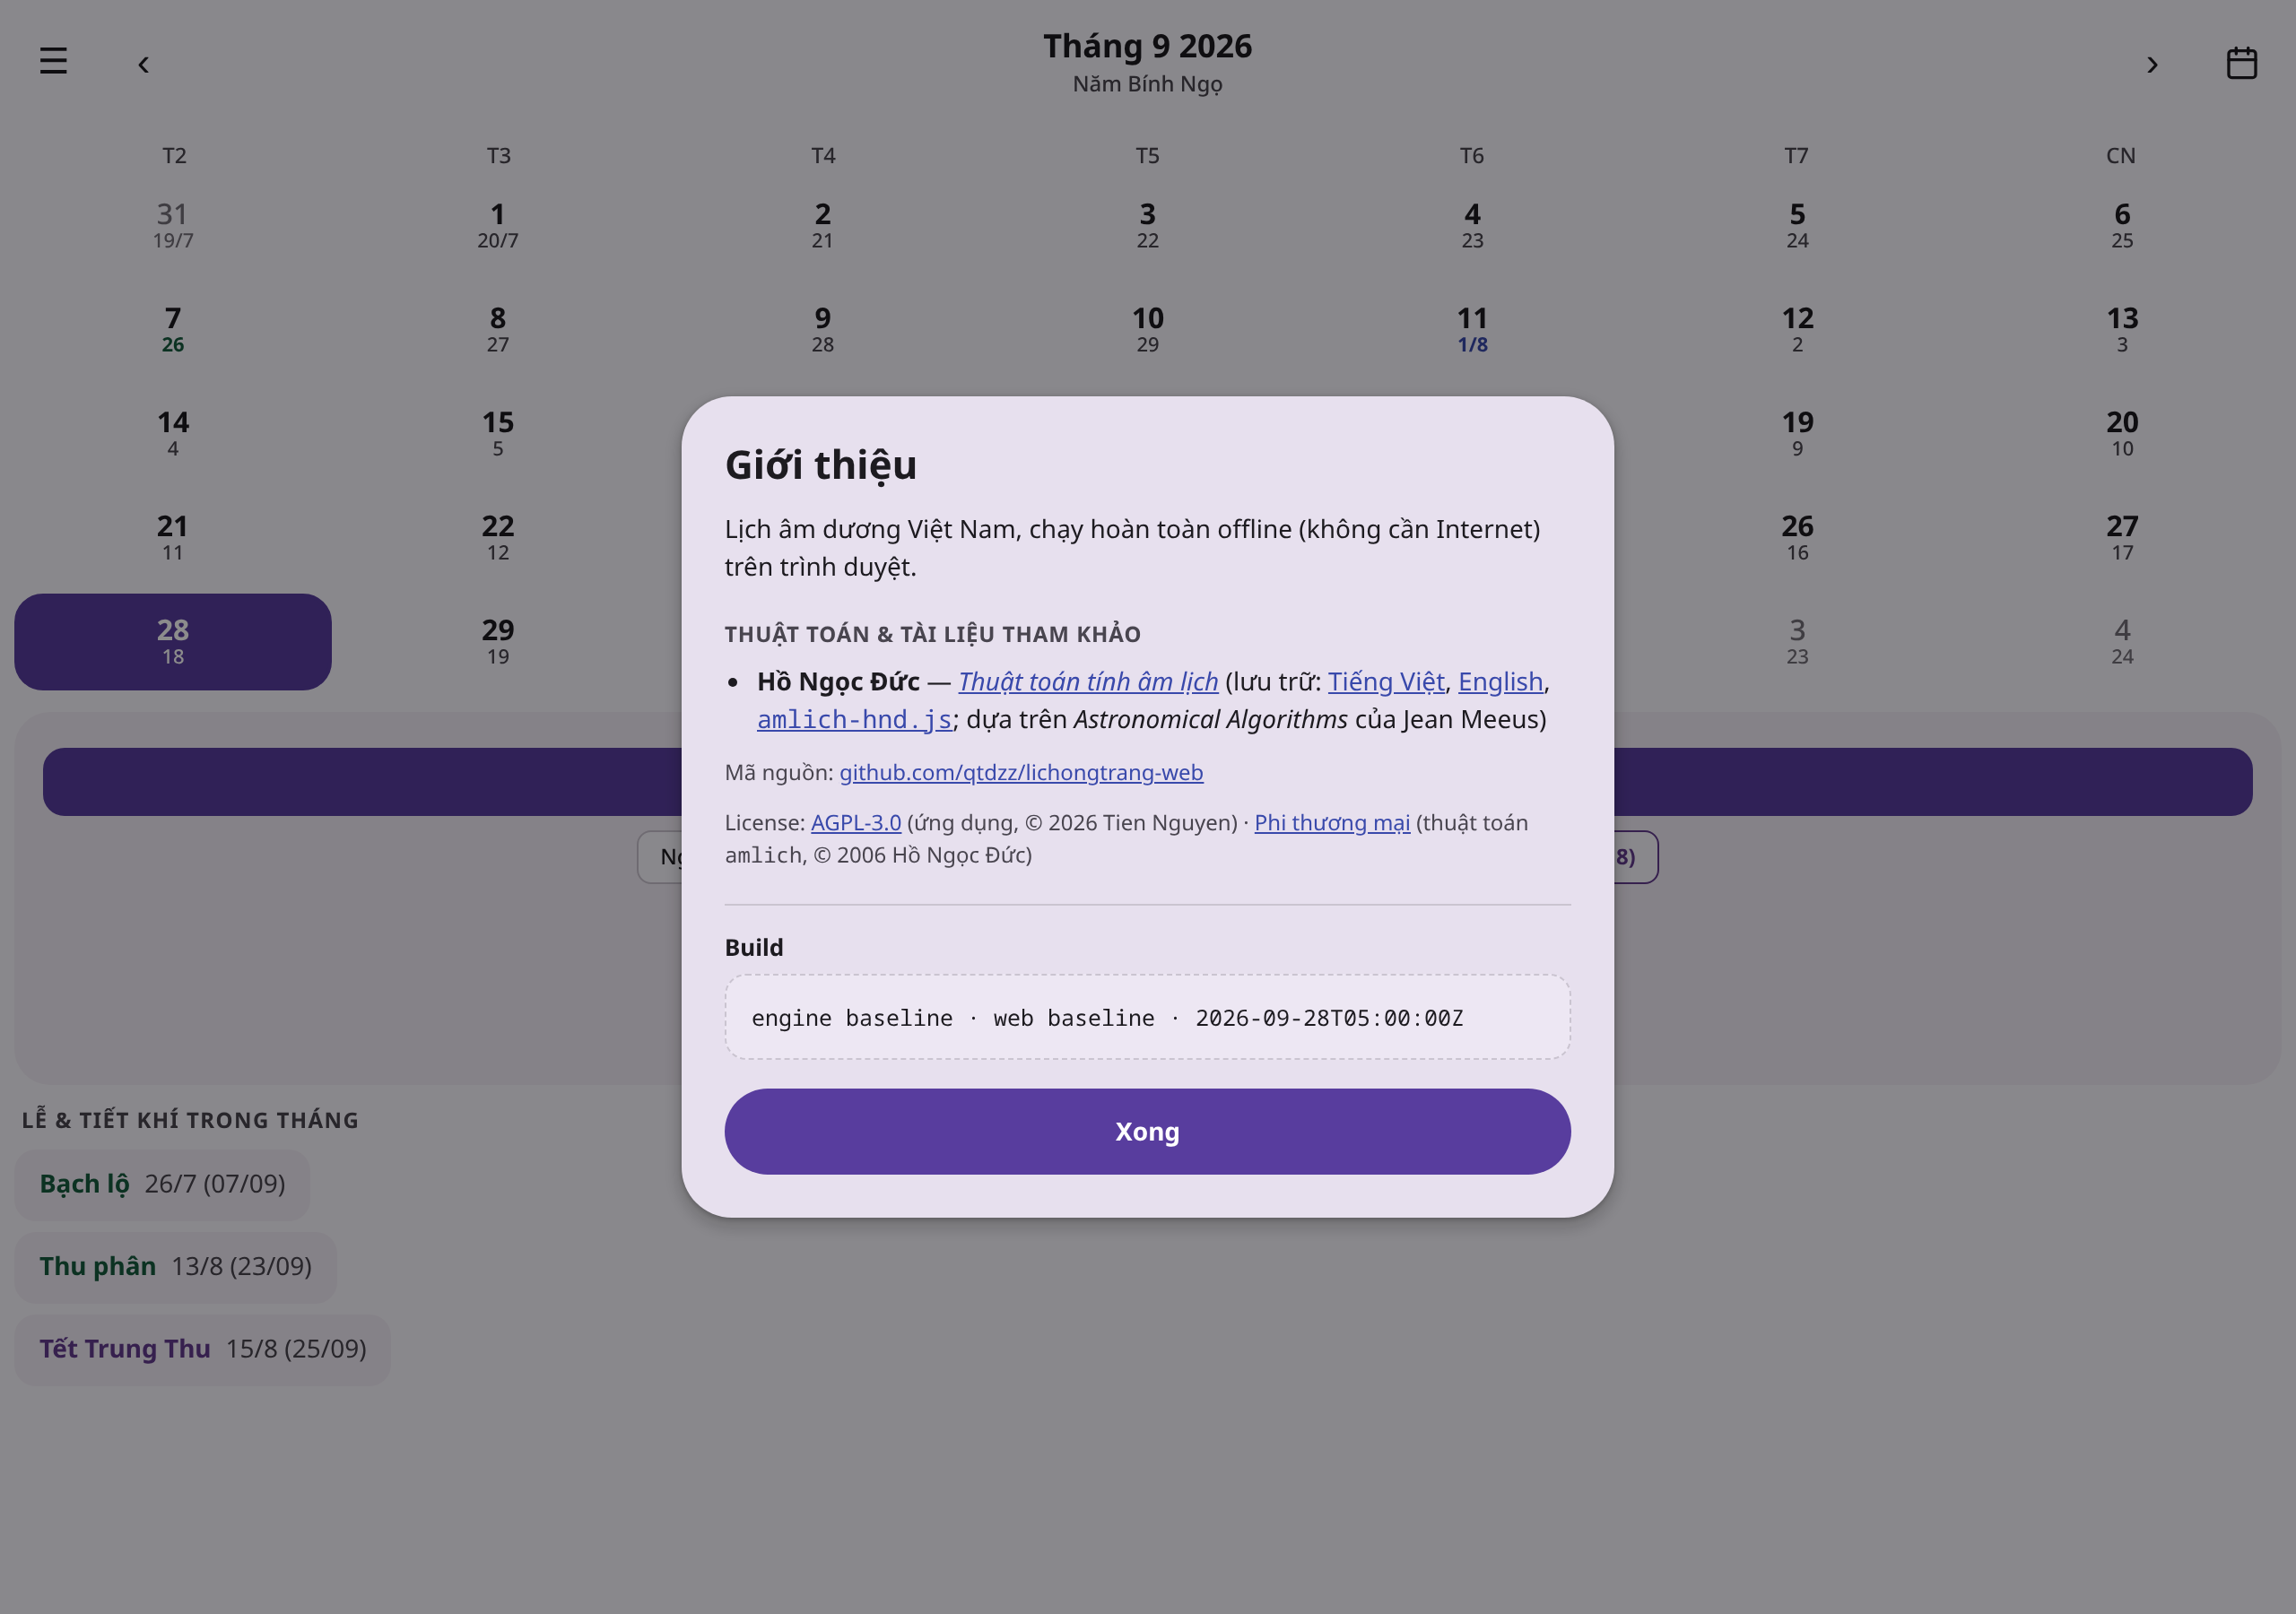 ☰ ‹ Tháng 9 2026 ›
Năm Bính Ngọ
T2 T3 T4 T5 T6 T7 CN
31 1 2 3 4 5 6
19/7 20/7 21 22 23 24 25
7 8 9 10 11 12 13
26 27 28 29 1/8 2 3
14 15 19 20
4 5 9 10
21 22 26 27
11 12 16 17
28 29 3 4
18 19 23 24
8)
LỄ & TIẾT KHÍ TRONG THÁNG
Bạch lộ 26/7 (07/09)
Thu phân 13/8 (23/09)
Tết Trung Thu 15/8 (25/09)
Giới thiệu
Lịch âm dương Việt Nam, chạy hoàn toàn offline (không cần Internet)
trên trình duyệt.
THUẬT TOÁN & TÀI LIỆU THAM KHẢO
• Hồ Ngọc Đức — Thuật toán tính âm lịch (lưu trữ: Tiếng Việt, English,
amlich-hnd.js; dựa trên Astronomical Algorithms của Jean Meeus)
Mã nguồn: github.com/qtdzz/lichongtrang-web
License: AGPL-3.0 (ứng dụng, © 2026 Tien Nguyen) · Phi thương mại (thuật toán
amlich, © 2006 Hồ Ngọc Đức)
Build
engine baseline · web baseline · 2026-09-28T05:00:00Z
Xong